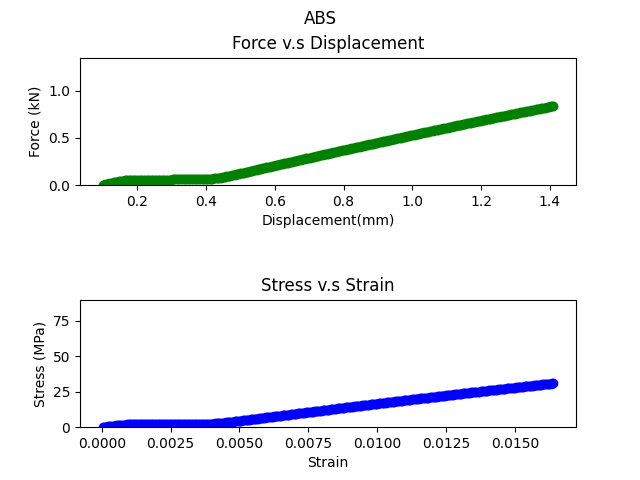 ABS
Force v.s Displacement
1.0
0.5
0.0
Force (kN)
0.2 0.4 0.6 0.8 1.0 1.2 1.4
Displacement(mm)
Stress v.s Strain
75
50
25
0
Stress (MPa)
0.0000 0.0025 0.0050 0.0075 0.0100 0.0125 0.0150
Strain